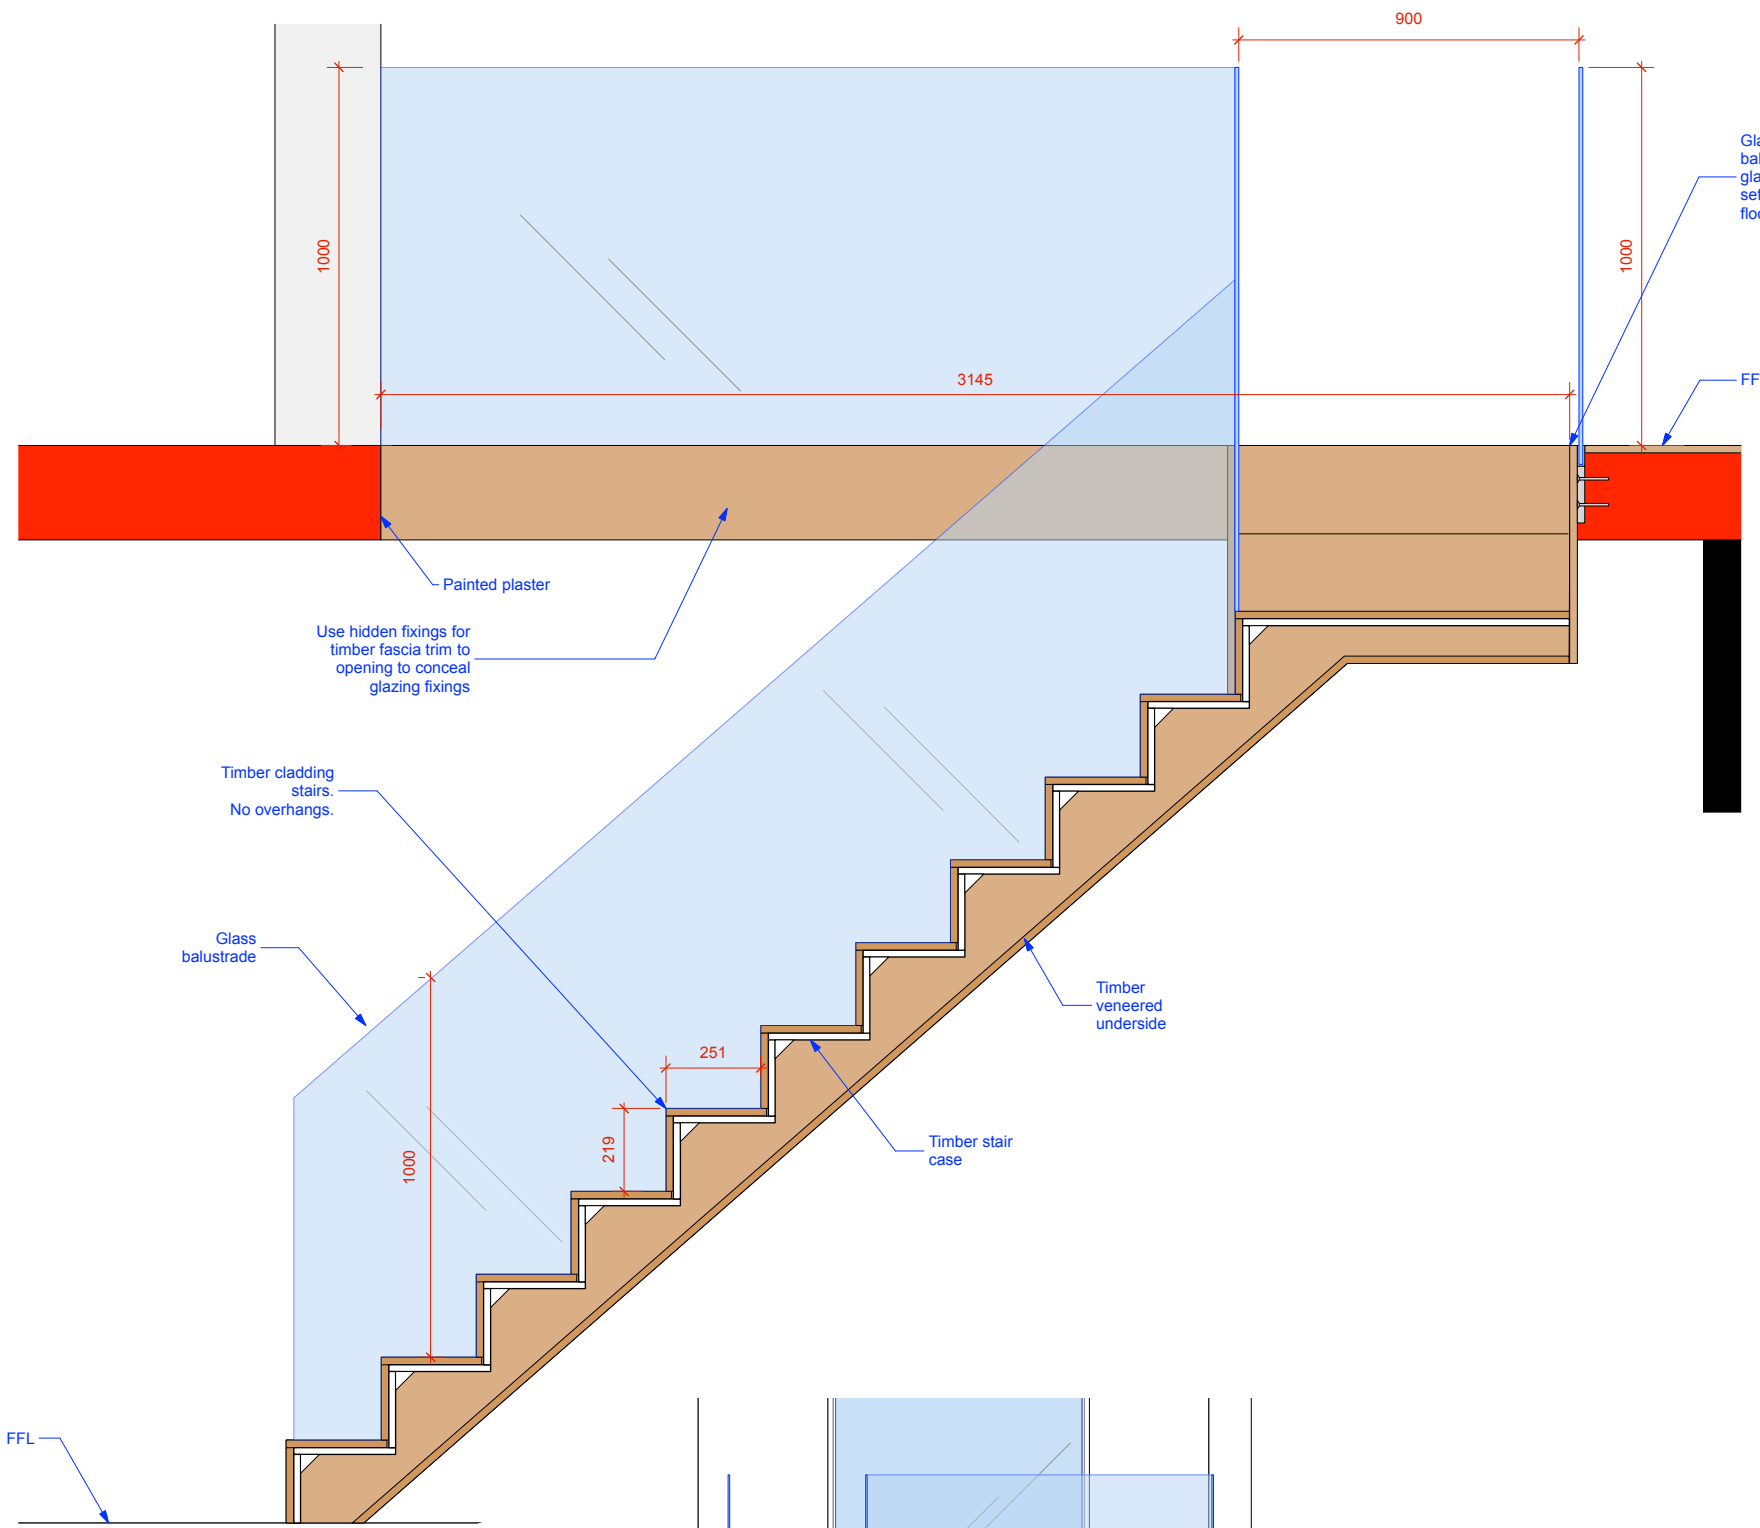 900
1000
1000
3145
Painted plaster
Use hidden fixings for
timber fascia trim to
opening to conceal
glazing fixings
Timber cladding
stairs.
No overhangs.
Glass
balustrade
Timber
veneered
underside
251
219
1000
Timber stair
case
FFL